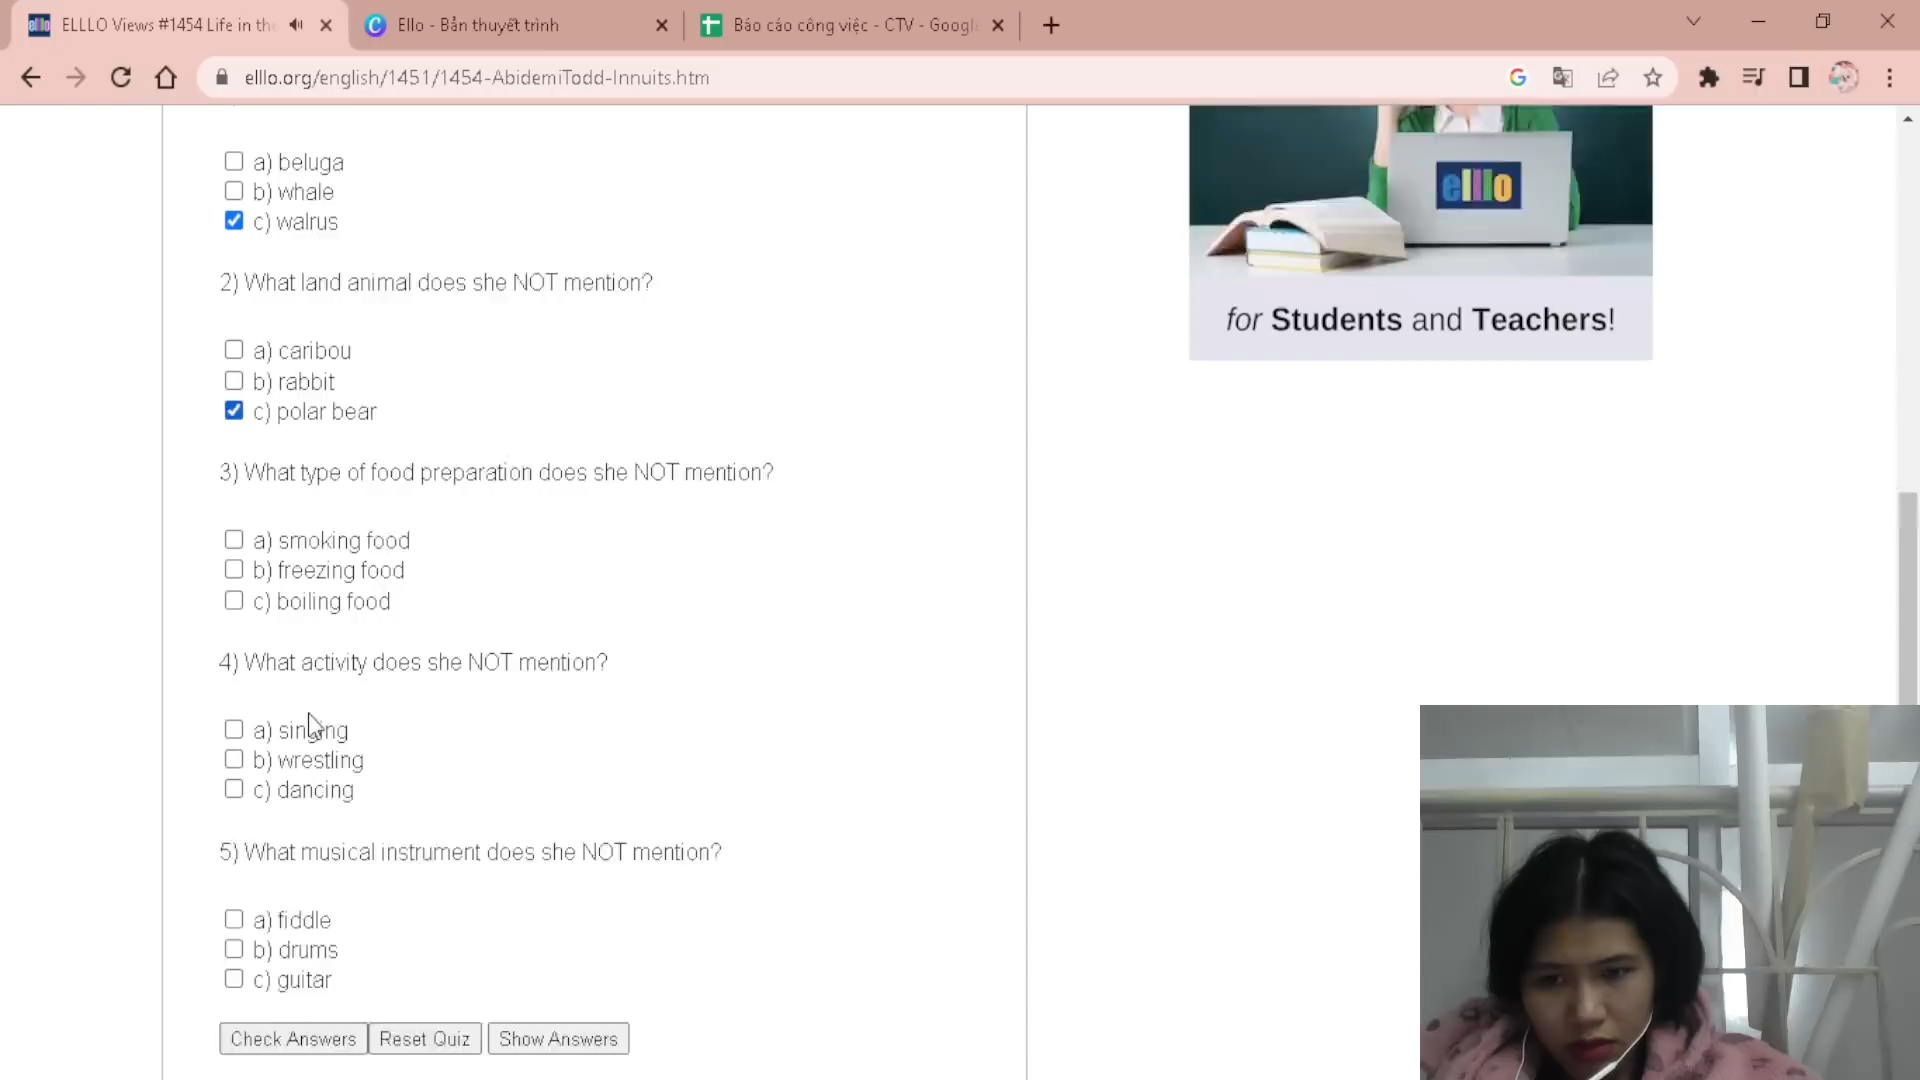 ELLLO Views #1454 Life in the
Ello - Bản thuyết trình
Báo cáo công việc - CTV - Google
elllo.org/english/1451/1454-AbidemiTodd-Innuits.htm
a) beluga
b) whale
c) walrus
2) What land animal does she NOT mention?
a) caribou
b) rabbit
c) polar bear
3) What type of food preparation does she NOT mention?
a) smoking food
b) freezing food
c) boiling food
4) What activity does she NOT mention?
a) singing
b) wrestling
c) dancing
5) What musical instrument does she NOT mention?
a) fiddle
b) drums
c) guitar
Check Answers Reset Quiz Show Answers
elllo
for Students and Teachers!